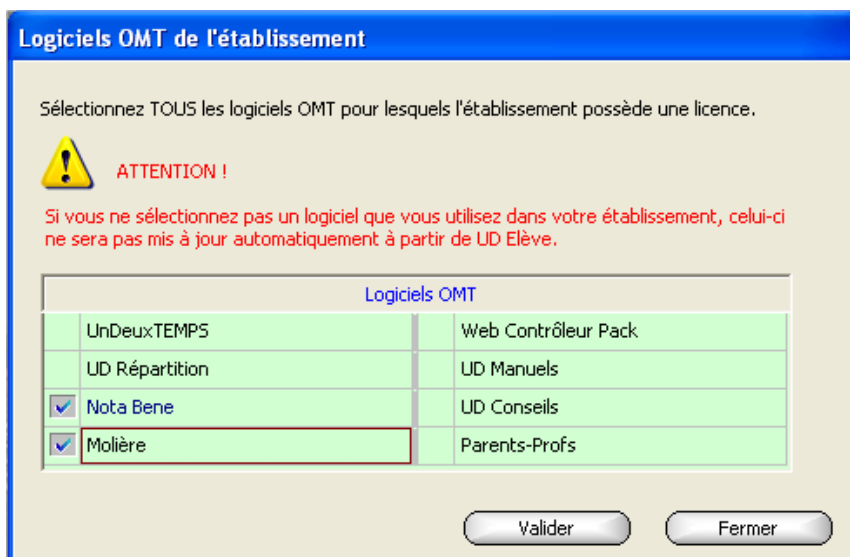 Logiciels OMT de l'établissement
Sélectionnez TOUS les logiciels OMT pour lesquels l'établissement possède une licence.
ATTENTION !
Si vous ne sélectionnez pas un logiciel que vous utilisez dans votre établissement, celui-ci
ne sera pas mis à jour automatiquement à partir de UD Elève.
Logiciels OMT
UnDeuxTEMPS Web Contrôleur Pack
UD Répartition UD Manuels
Nota Bene UD Conseils
Molière Parents-Profs
Valider Fermer